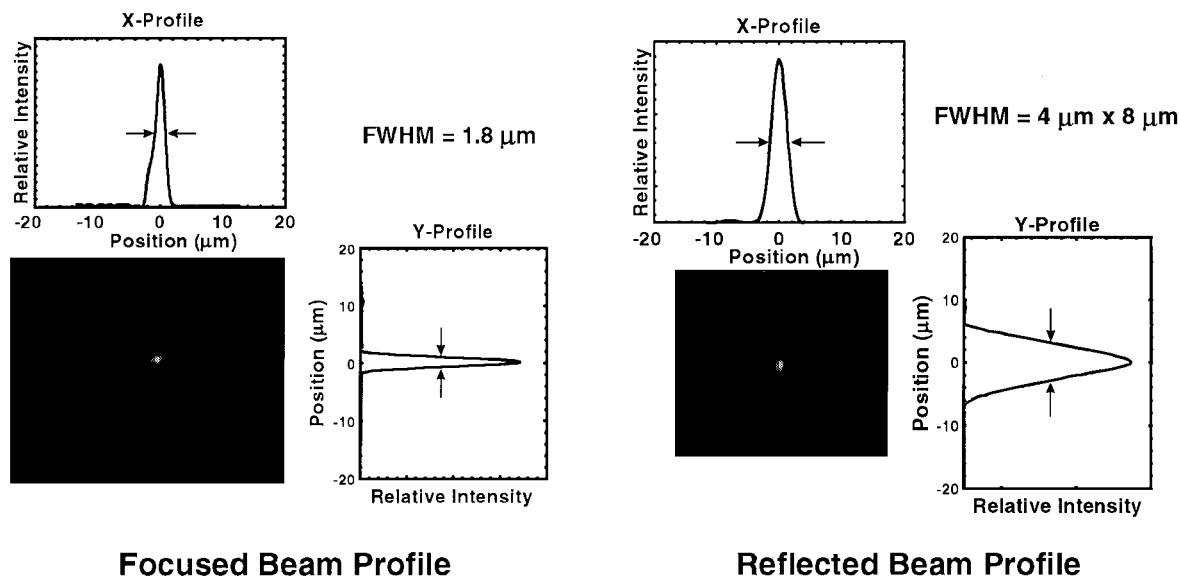 X-Profile
Relative Intensity
-20 -10 0 10 20
Position (μm)
FWHM = 1.8 μm
Y-Profile
20
10
0
-10
-20
Position (μm)
Relative Intensity
Focused Beam Profile
X-Profile
Relative Intensity
-20 -10 0 10 20
Position (μm)
FWHM = 4 μm x 8 μm
Y-Profile
20
10
0
-10
-20
Position (μm)
Relative Intensity
Reflected Beam Profile